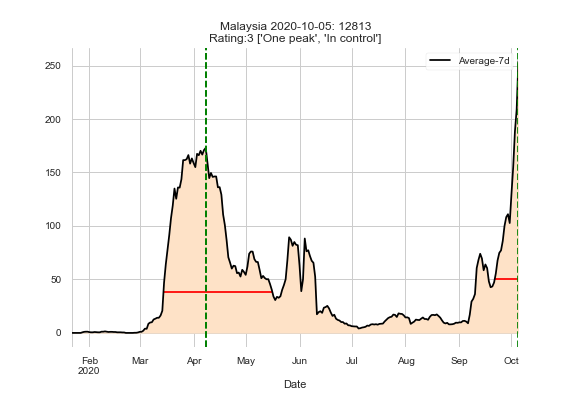 Malaysia 2020-10-05: 12813
Rating:3 ['One peak', 'In control']
Average-7d
250
200
150
100
50
0
Feb Mar Apr May Jun Jul Aug Sep Oct
2020
Date